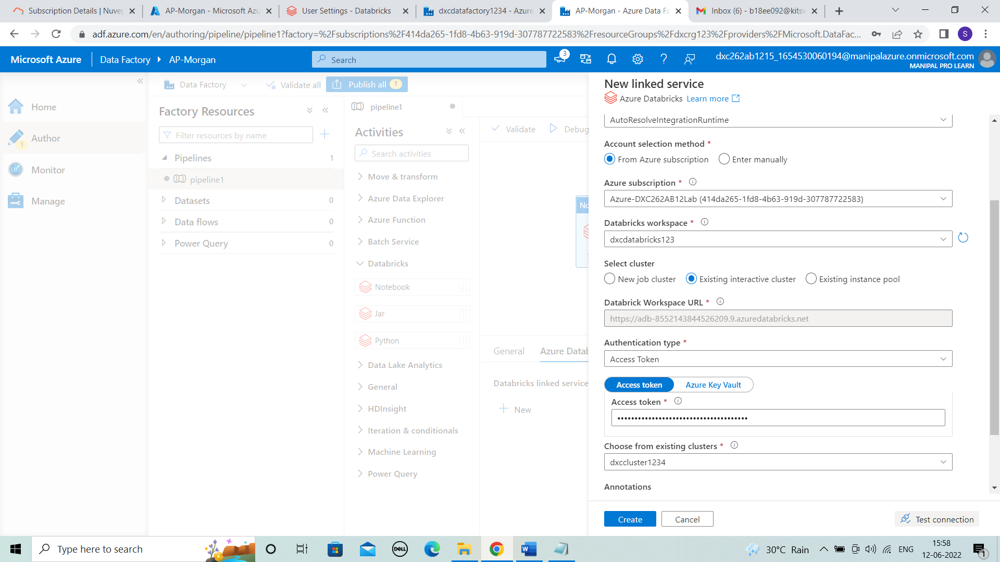 Subscription Details | Nuvep
AP-Morgan - Microsoft Azu
User Settings - Databricks
dxcdatafactory1234 - Azure
AP-Morgan - Azure Data Fa
Inbox (6) - b18ee092@kitsw
adf.azure.com/en/authoring/pipeline/pipeline1?factory=%2Fsubscriptions%2F414da265-1fd8-4b63-919d-307787722583%2FresourceGroups%2Fdxcrg123%2Fproviders%2FMicrosoft.DataFac...
S
Microsoft Azure
Data Factory
AP-Morgan
Search
3
dxc262ab1215_1654530060194@manipalazure.onmicrosoft.com
MANIPAL PRO LEARN
Home
Author
1
Monitor
Manage
Data Factory
Validate all
Publish all
1
Factory Resources
Filter resources by name
Pipelines
1
pipeline1
Datasets
0
Data flows
0
Power Query
0
pipeline1
Activities
Search activities
Move & transform
Azure Data Explorer
Azure Function
Batch Service
Databricks
Notebook
Jar
Python
Data Lake Analytics
General
HDInsight
Iteration & conditionals
Machine Learning
Power Query
Validate
Debug
No
General
Azure Datab
Databricks linked service
New
New linked service
Azure Databricks
Learn more
AutoResolveIntegrationRuntime
Account selection method *
From Azure subscription
Enter manually
Azure subscription *
Azure-DXC262AB12Lab (414da265-1fd8-4b63-919d-307787722583)
Databricks workspace *
dxcdatabricks123
Select cluster
New job cluster
Existing interactive cluster
Existing instance pool
Databrick Workspace URL *
https://adb-8552143844526209.9.azuredatabricks.net
Authentication type *
Access Token
Access token
Azure Key Vault
Access token *
••••••••••••••••••••••••••••••••••••••
Choose from existing clusters *
dxccluster1234
Annotations
Create
Cancel
Test connection
Type here to search
DELL
W
30°C Rain
ENG
15:58
12-06-2022
1